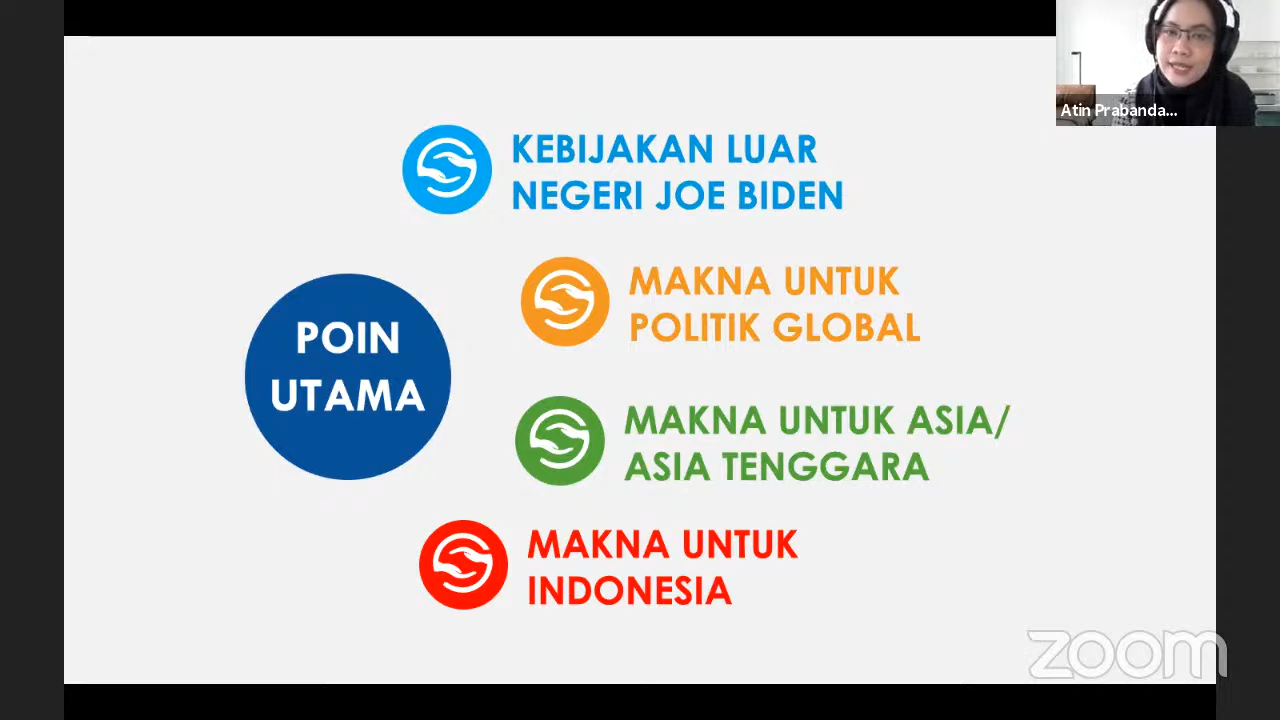 Atin Prabanda...
KEBIJAKAN LUAR
NEGERI JOE BIDEN
MAKNA UNTUK
POLITIK GLOBAL
POIN
UTAMA
MAKNA UNTUK ASIA/
ASIA TENGGARA
MAKNA UNTUK
INDONESIA
zoom